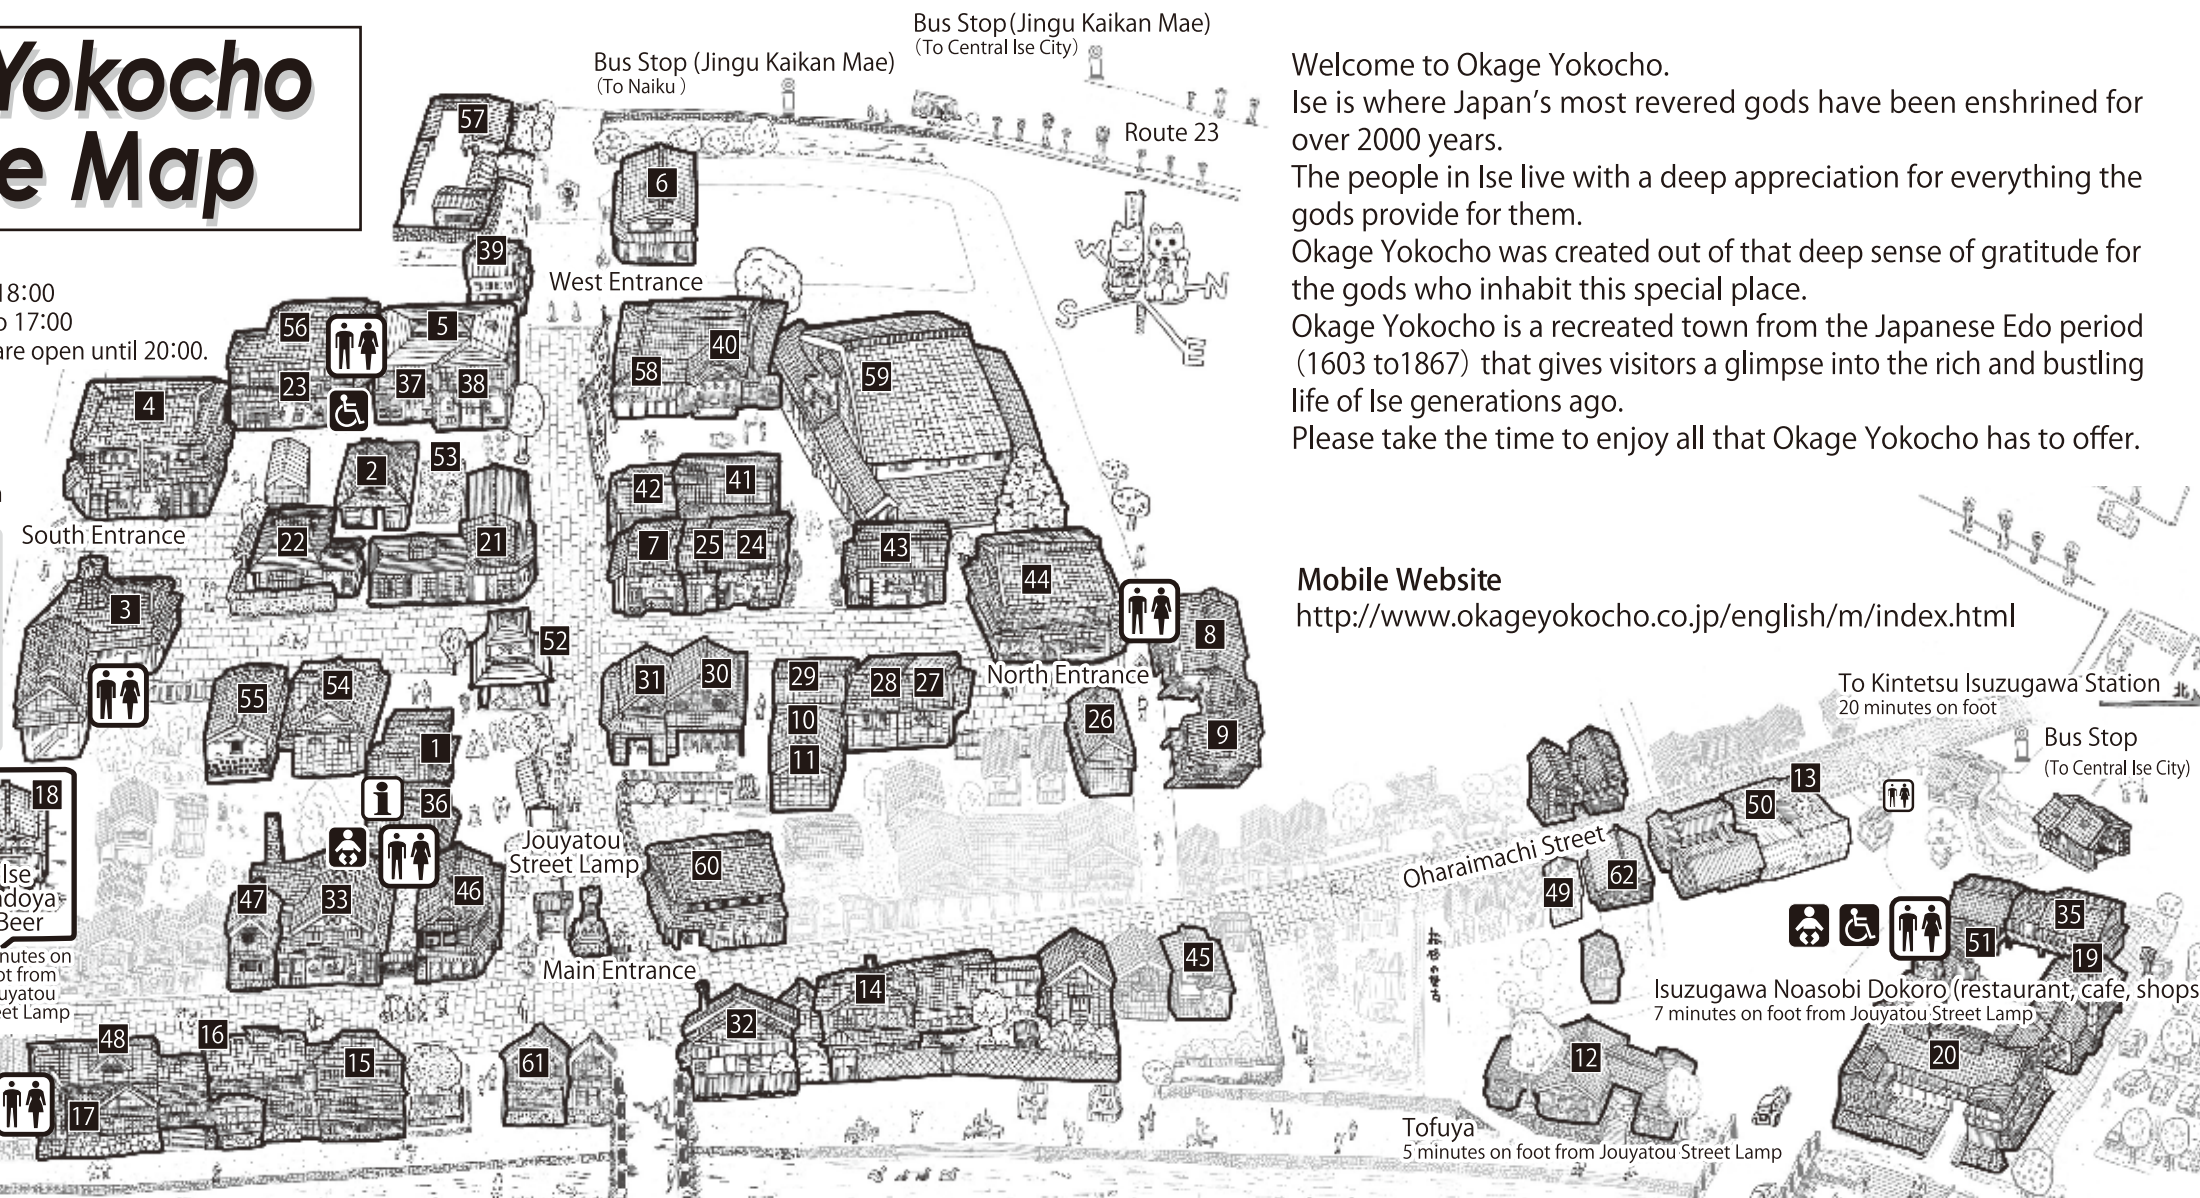 Yokocho
e Map
18:00
o 17:00
are open until 20:00.
Bus Stop (Jingu Kaikan Mae)
(To Naiku )
Bus Stop (Jingu Kaikan Mae)
（To Central Ise City）
Route 23
Welcome to Okage Yokocho.
Ise is where Japan's most revered gods have been enshrined for
over 2000 years.
The people in Ise live with a deep appreciation for everything the
gods provide for them.
Okage Yokocho was created out of that deep sense of gratitude for
the gods who inhabit this special place.
Okage Yokocho is a recreated town from the Japanese Edo period
（1603 to1867）that gives visitors a glimpse into the rich and bustling
life of Ise generations ago.
Please take the time to enjoy all that Okage Yokocho has to offer.
Mobile Website
http://www.okageyokocho.co.jp/english/m/index.html
W
N
S
E
57
6
39
West Entrance
56
5
23
37
38
4
58
40
59
2
53
42
41
South Entrance
22
21
7
25
24
43
44
3
52
8
31
30
29
28
27
North Entrance
55
54
10
26
9
1
11
36
18
Ise
doya
Beer
nutes on
ot from
uyatou
eet Lamp
Jouyatou
Street Lamp
60
47
33
46
Main Entrance
14
45
32
48
16
15
61
17
To Kintetsu Isuzugawa Station
20 minutes on foot
北
Bus Stop
(To Central Ise City)
13
50
Oharaimachi Street
49
62
35
51
19
Isuzugawa Noasobi Dokoro (restaurant, cafe, shops
7 minutes on foot from Jouyatou Street Lamp
12
20
Tofuya
5 minutes on foot from Jouyatou Street Lamp